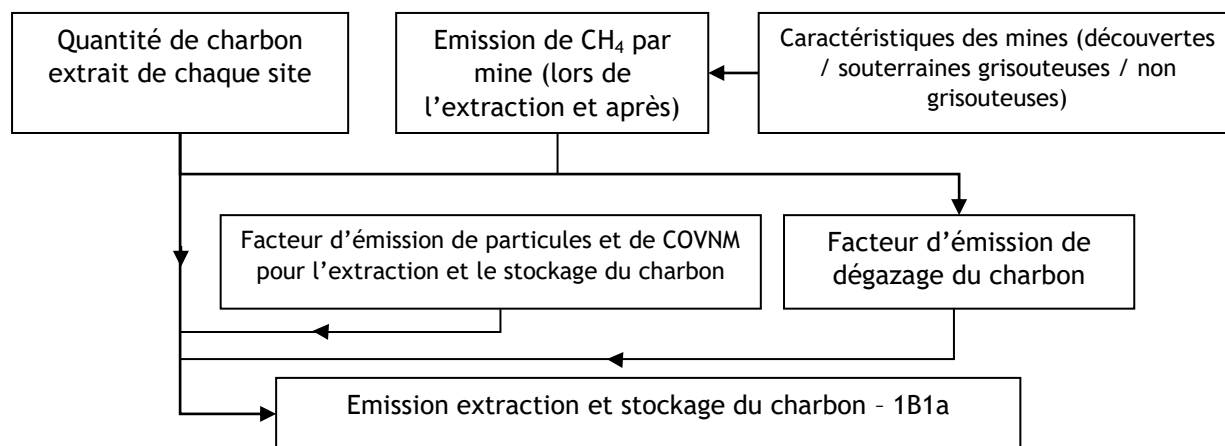 Quantité de charbon
extrait de chaque site
Emission de CH₄ par
mine (lors de
l'extraction et après)
Caractéristiques des mines (découvertes
/ souterraines grisouteuses / non
grisouteuses)
Facteur d'émission de particules et de COVNM
pour l'extraction et le stockage du charbon
Facteur d'émission de
dégazage du charbon
Emission extraction et stockage du charbon – 1B1a